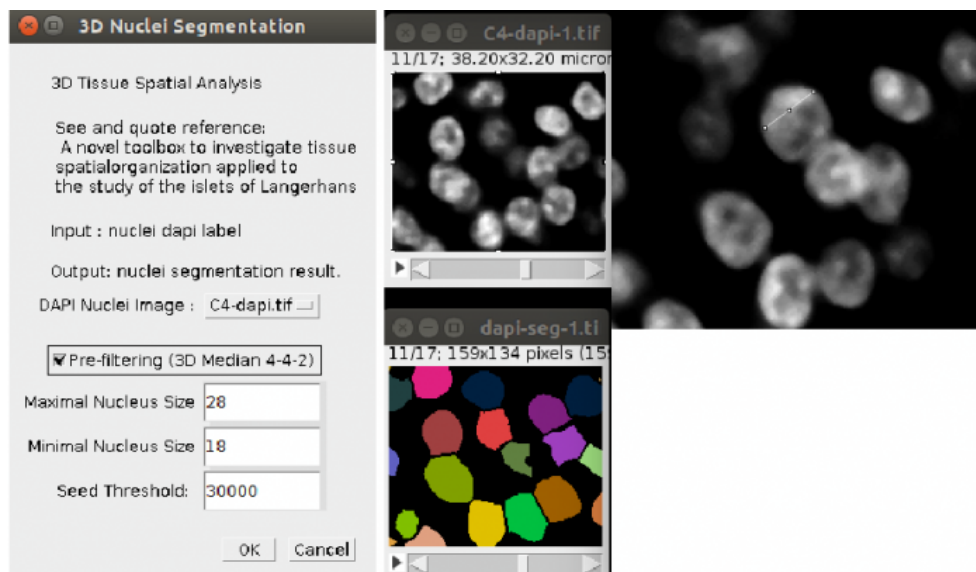 3D Nuclei Segmentation
3D Tissue Spatial Analysis
See and quote reference:
A novel toolbox to investigate tissue
spatialorganization applied to
the study of the islets of Langerhans
Input : nuclei dapi label
Output: nuclei segmentation result.
DAPI Nuclei Image : C4-dapi.tif
Pre-filtering (3D Median 4-4-2)
Maximal Nucleus Size 28
Minimal Nucleus Size 18
Seed Threshold: 30000
OK Cancel
C4-dapi-1.tif
11/17; 38.20x32.20 micror
dapi-seg-1.ti
11/17; 159x134 pixels (15